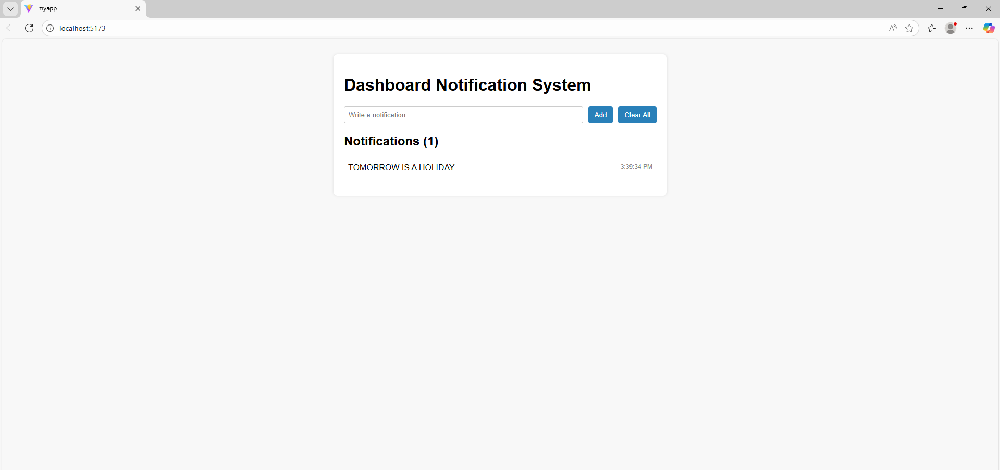 myapp
localhost:5173
Dashboard Notification System
Write a notification...
Add
Clear All
Notifications (1)
TOMORROW IS A HOLIDAY
3:39:34 PM